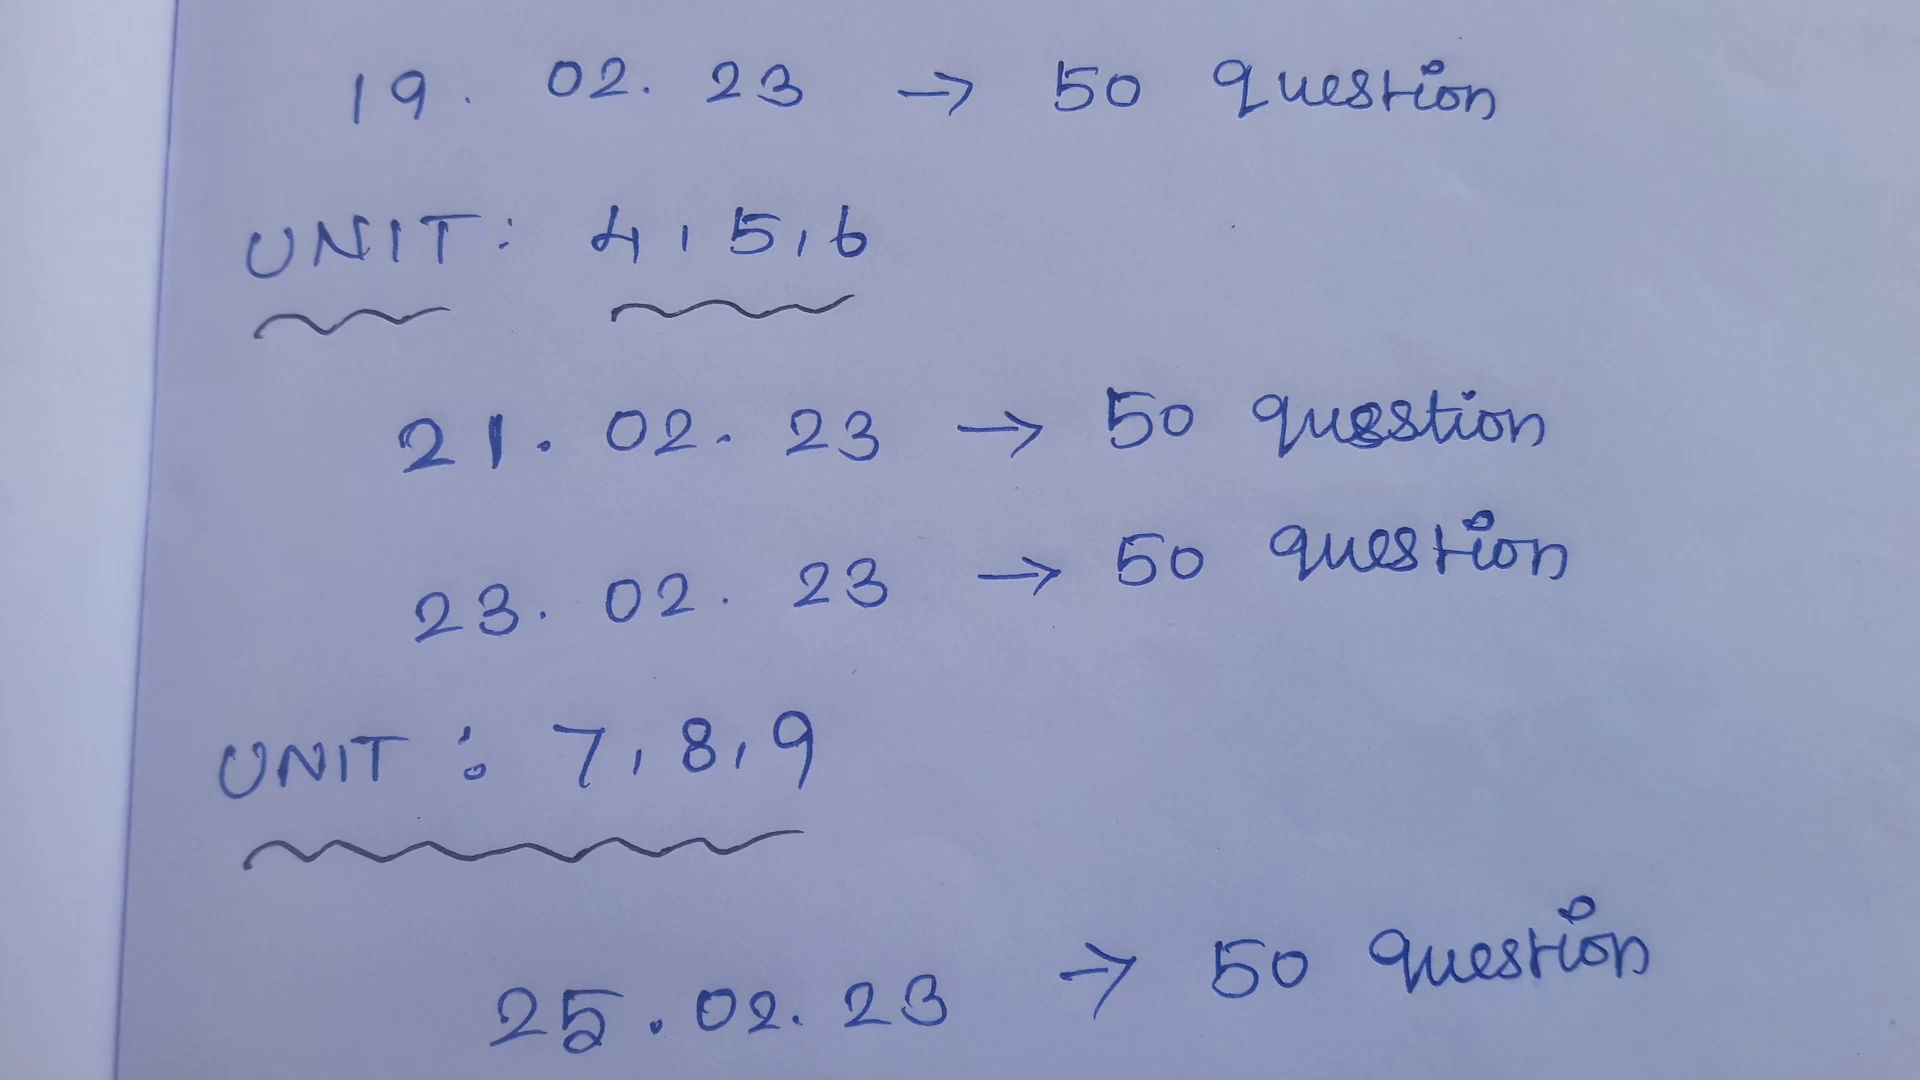 19. 02. 23 → 50 question
UNIT: 4, 5, 6
21. 02. 23 → 50 question
23. 02. 23 → 50 question
UNIT : 7, 8, 9
25. 02. 23 → 50 question